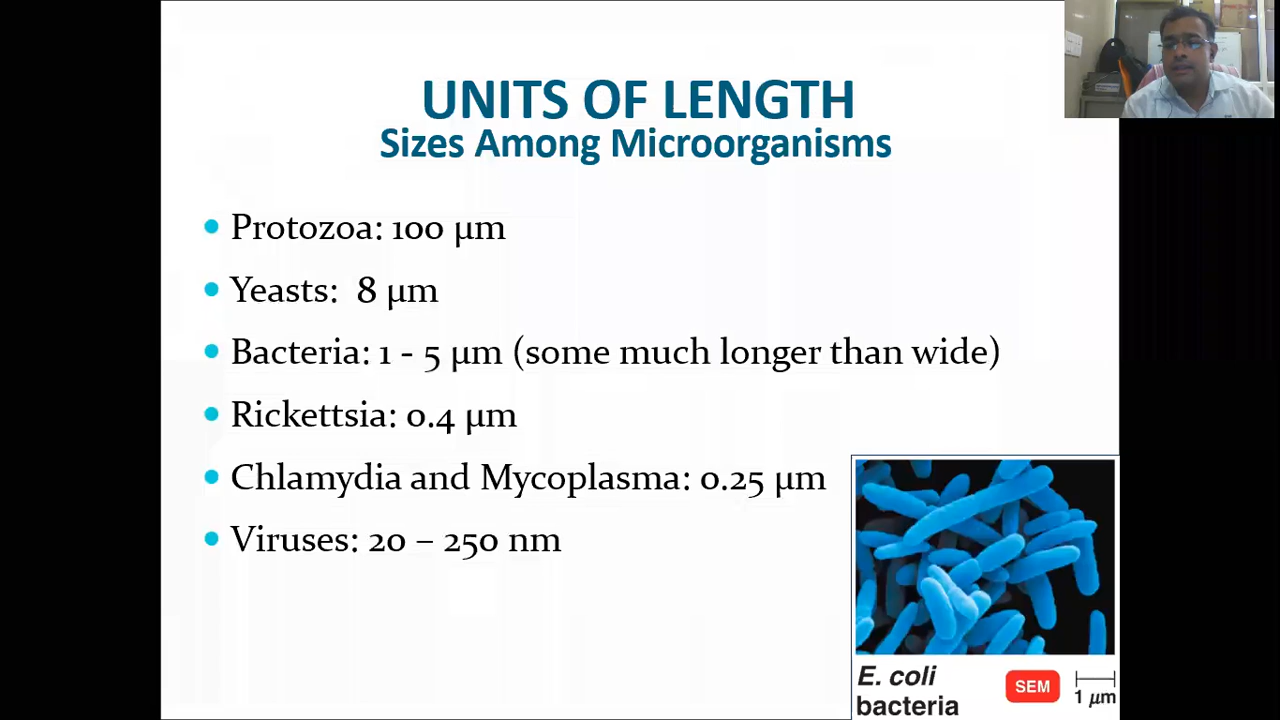 UNITS OF LENGTH
Sizes Among Microorganisms
• Protozoa: 100 µm
• Yeasts: 8 µm
• Bacteria: 1 - 5 µm (some much longer than wide)
• Rickettsia: 0.4 µm
• Chlamydia and Mycoplasma: 0.25 µm
• Viruses: 20 – 250 nm
E. coli
bacteria
SEM
1 µm